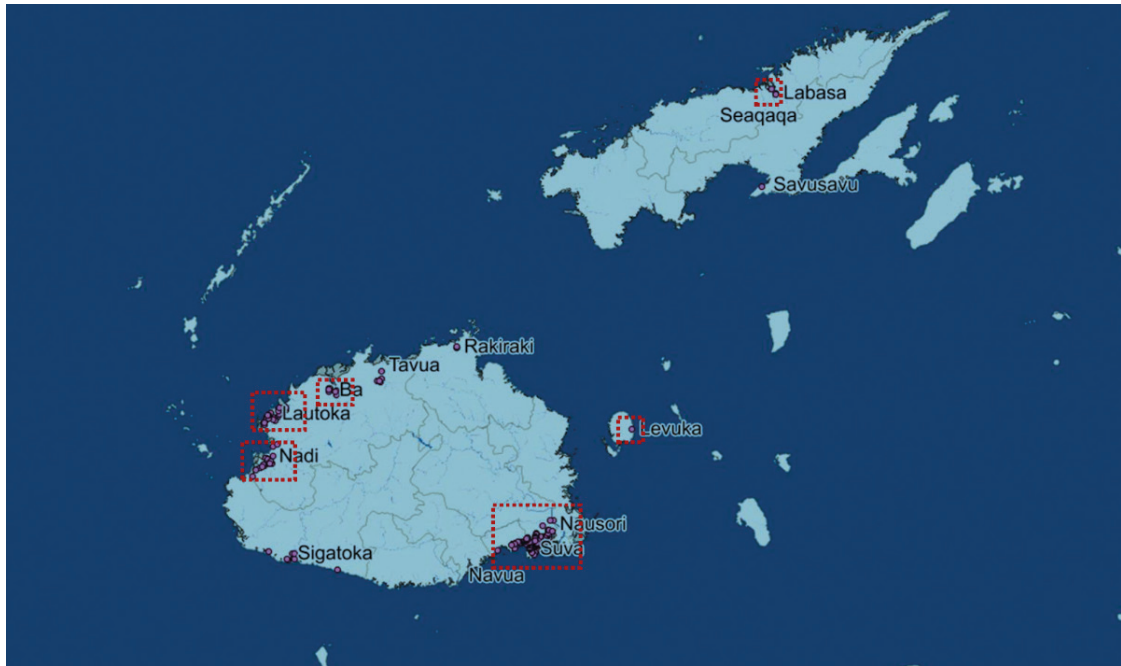 Labasa
Seaqaqa
Savusavu
Rakiraki
Tavua
Ba
Lautoka
Levuka
Nadi
Nausori
Suva
Sigatoka
Navua